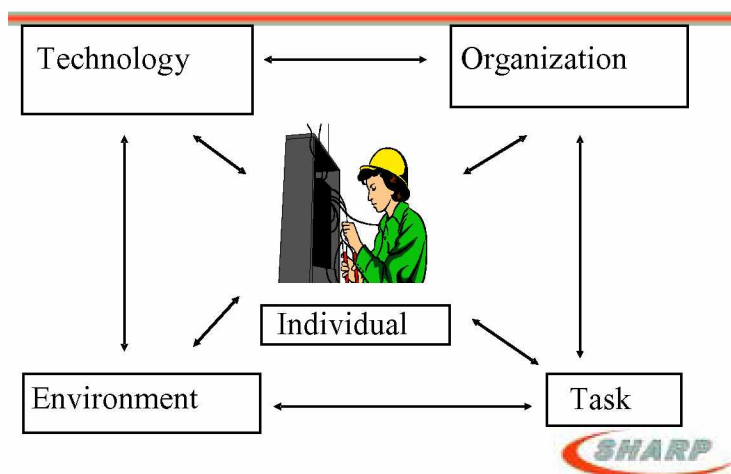 Technology
Organization
Individual
Environment
Task
SHARP